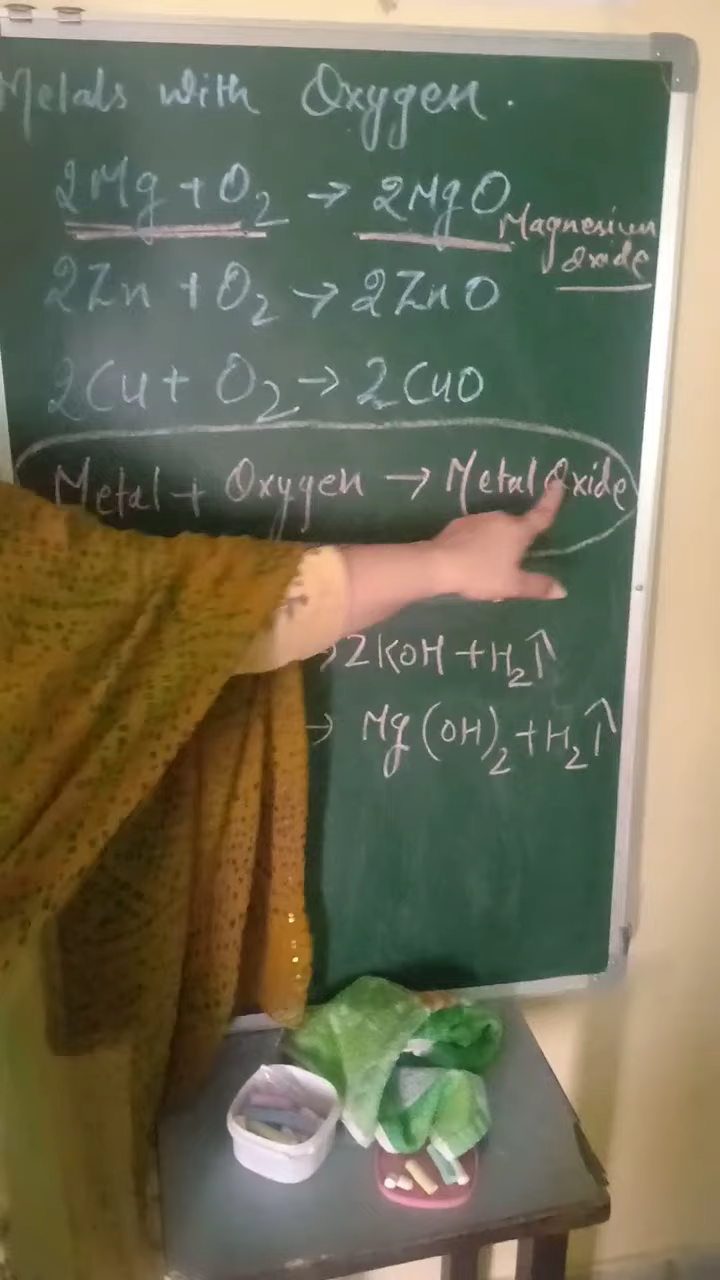 Metals with Oxygen.
2Mg + O₂ → 2MgO
Magnesium
Oxide
2Zn + O₂ → 2ZnO
2Cu + O₂ → 2CuO
Metal + Oxygen → Metal Oxide
→ 2KOH + H₂↑
→ Mg(OH)₂ + H₂↑